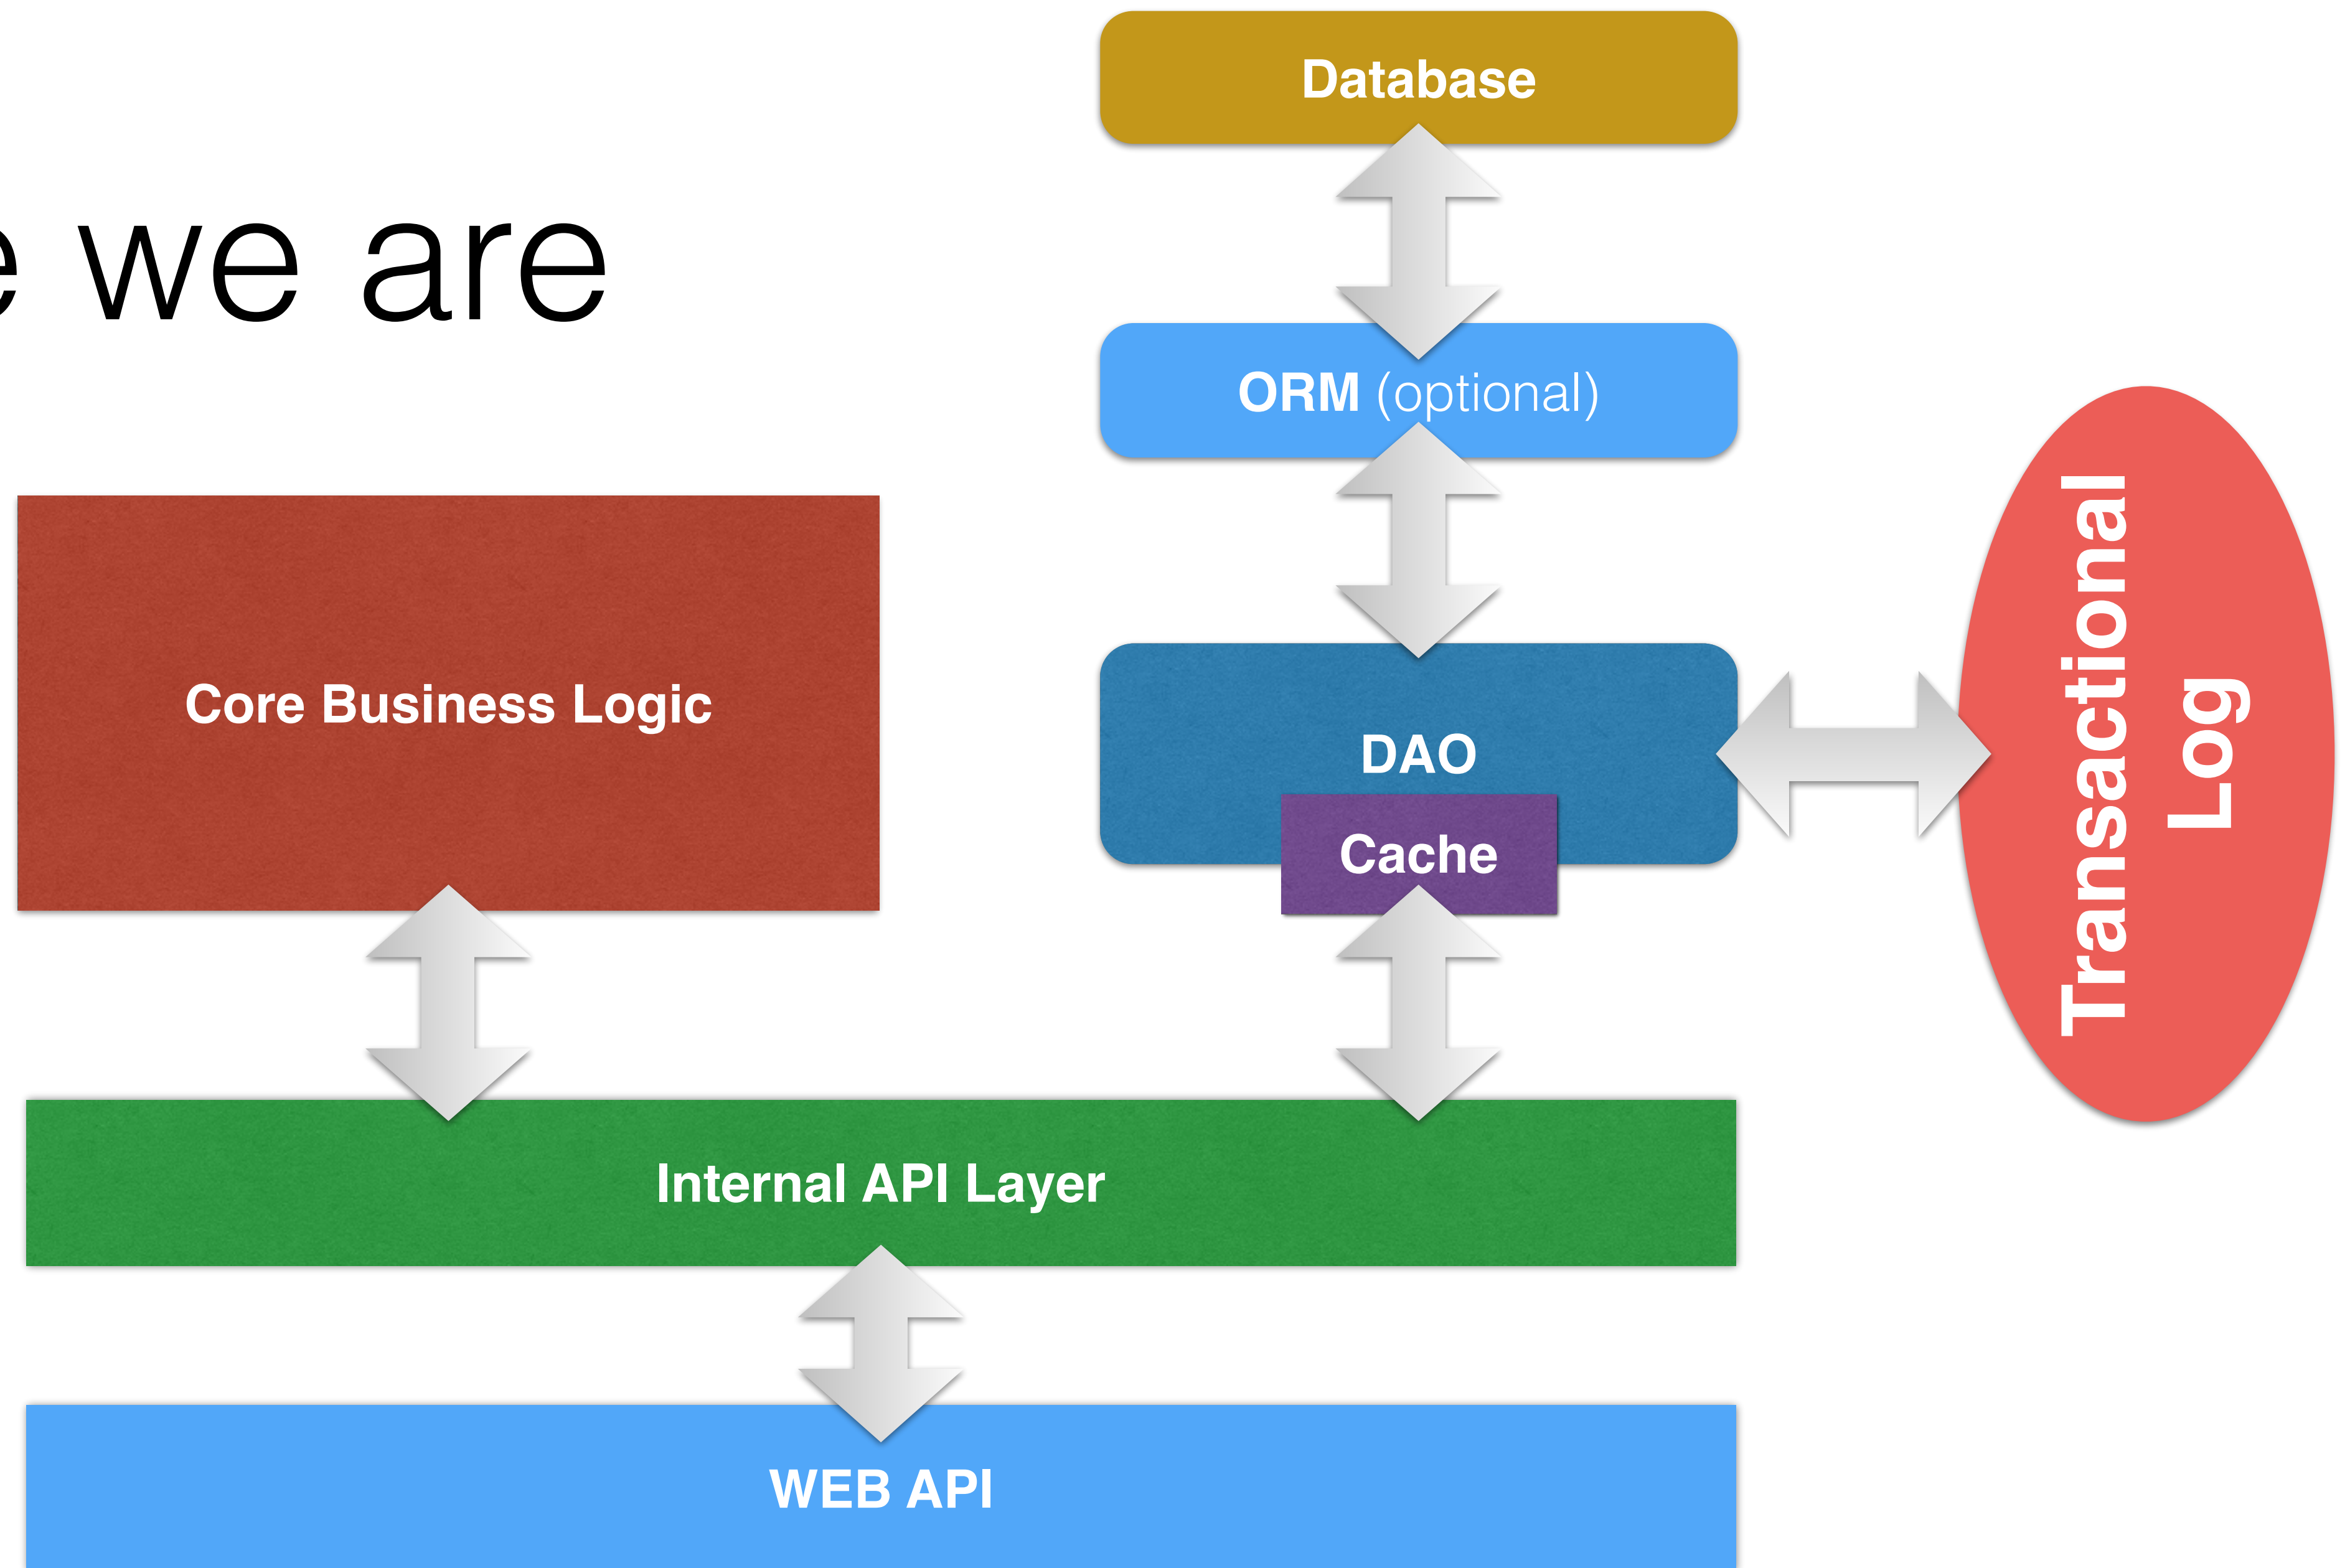 Database
e we are
ORM (optional)
Transactional
Log
Core Business Logic
DAO
Cache
Internal API Layer
WEB API